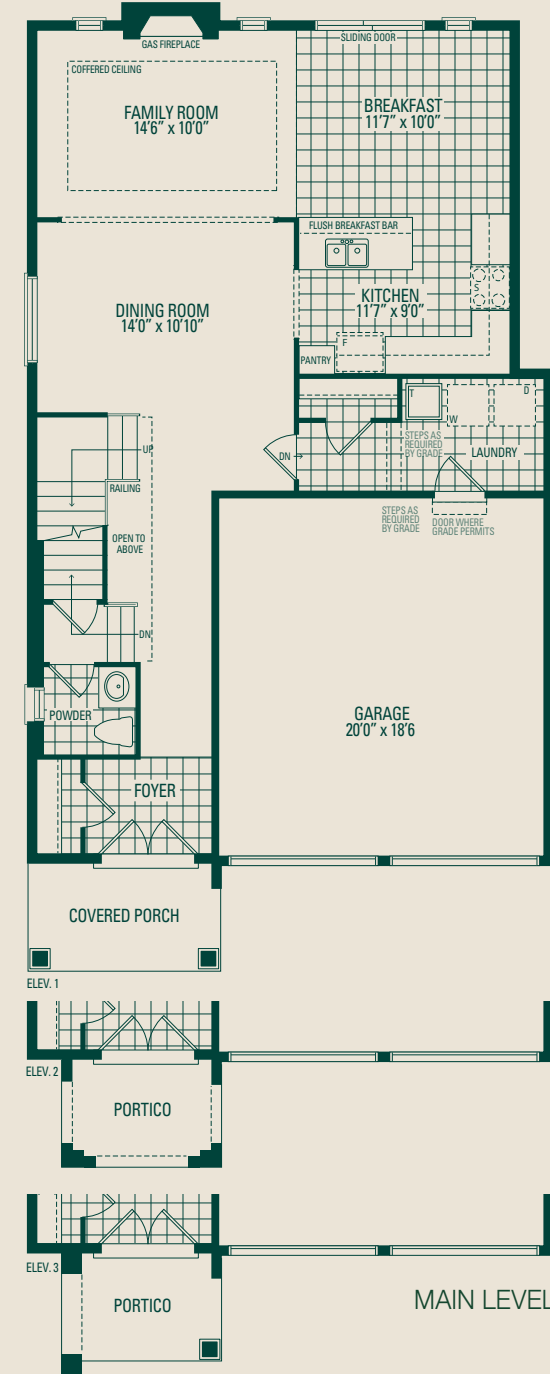 GAS FIREPLACE
SLIDING DOOR
COFFERED CEILING
FAMILY ROOM
14'6" x 10'0"
BREAKFAST
11'7" x 10'0"
FLUSH BREAKFAST BAR
DINING ROOM
14'0" x 10'10"
KITCHEN
11'7" x 9'0"
S
F
PANTRY
T
W
D
UP
DN
STEPS AS
REQUIRED
BY GRADE
LAUNDRY
RAILING
STEPS AS
REQUIRED
BY GRADE
DOOR WHERE
GRADE PERMITS
OPEN TO
ABOVE
DN
POWDER
GARAGE
20'0" x 18'6
FOYER
COVERED PORCH
ELEV. 1
ELEV. 2
PORTICO
ELEV. 3
PORTICO
MAIN LEVEL